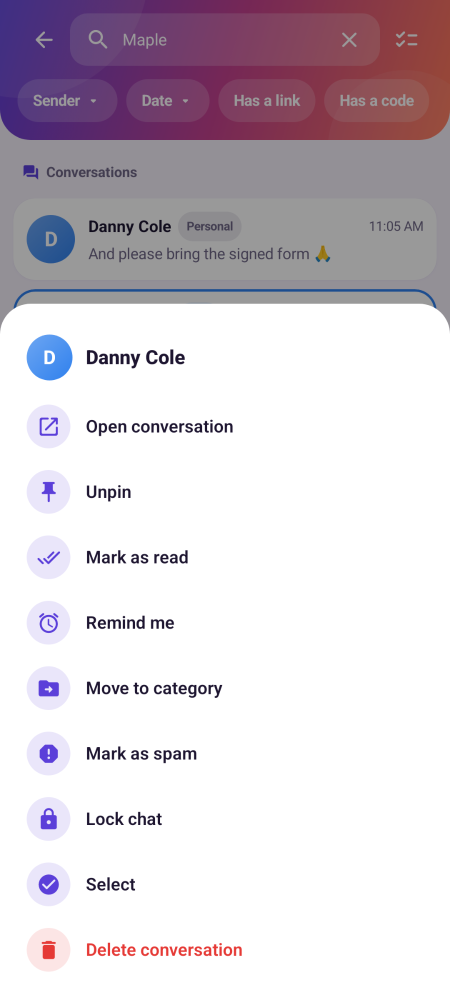 Maple
Sender
Date
Has a link
Has a code
Conversations
D
Danny Cole
Personal
11:05 AM
And please bring the signed form 🙏
D
Danny Cole
Open conversation
Unpin
Mark as read
Remind me
Move to category
Mark as spam
Lock chat
Select
Delete conversation